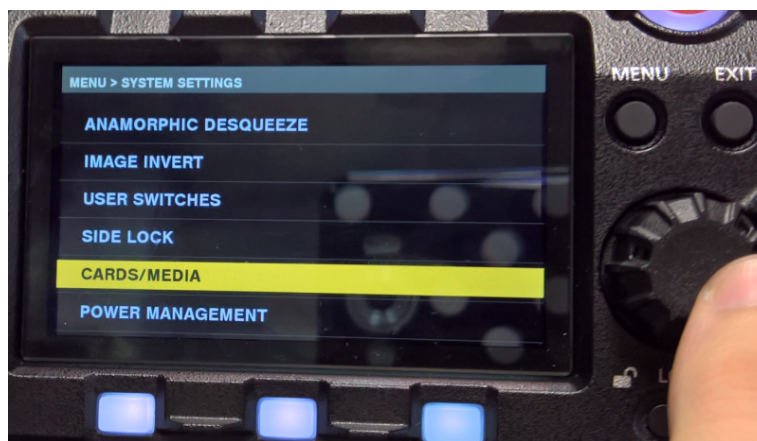 MENU > SYSTEM SETTINGS
MENU EXIT
ANAMORPHIC DESQUEEZE
IMAGE INVERT
USER SWITCHES
SIDE LOCK
CARDS/MEDIA
POWER MANAGEMENT